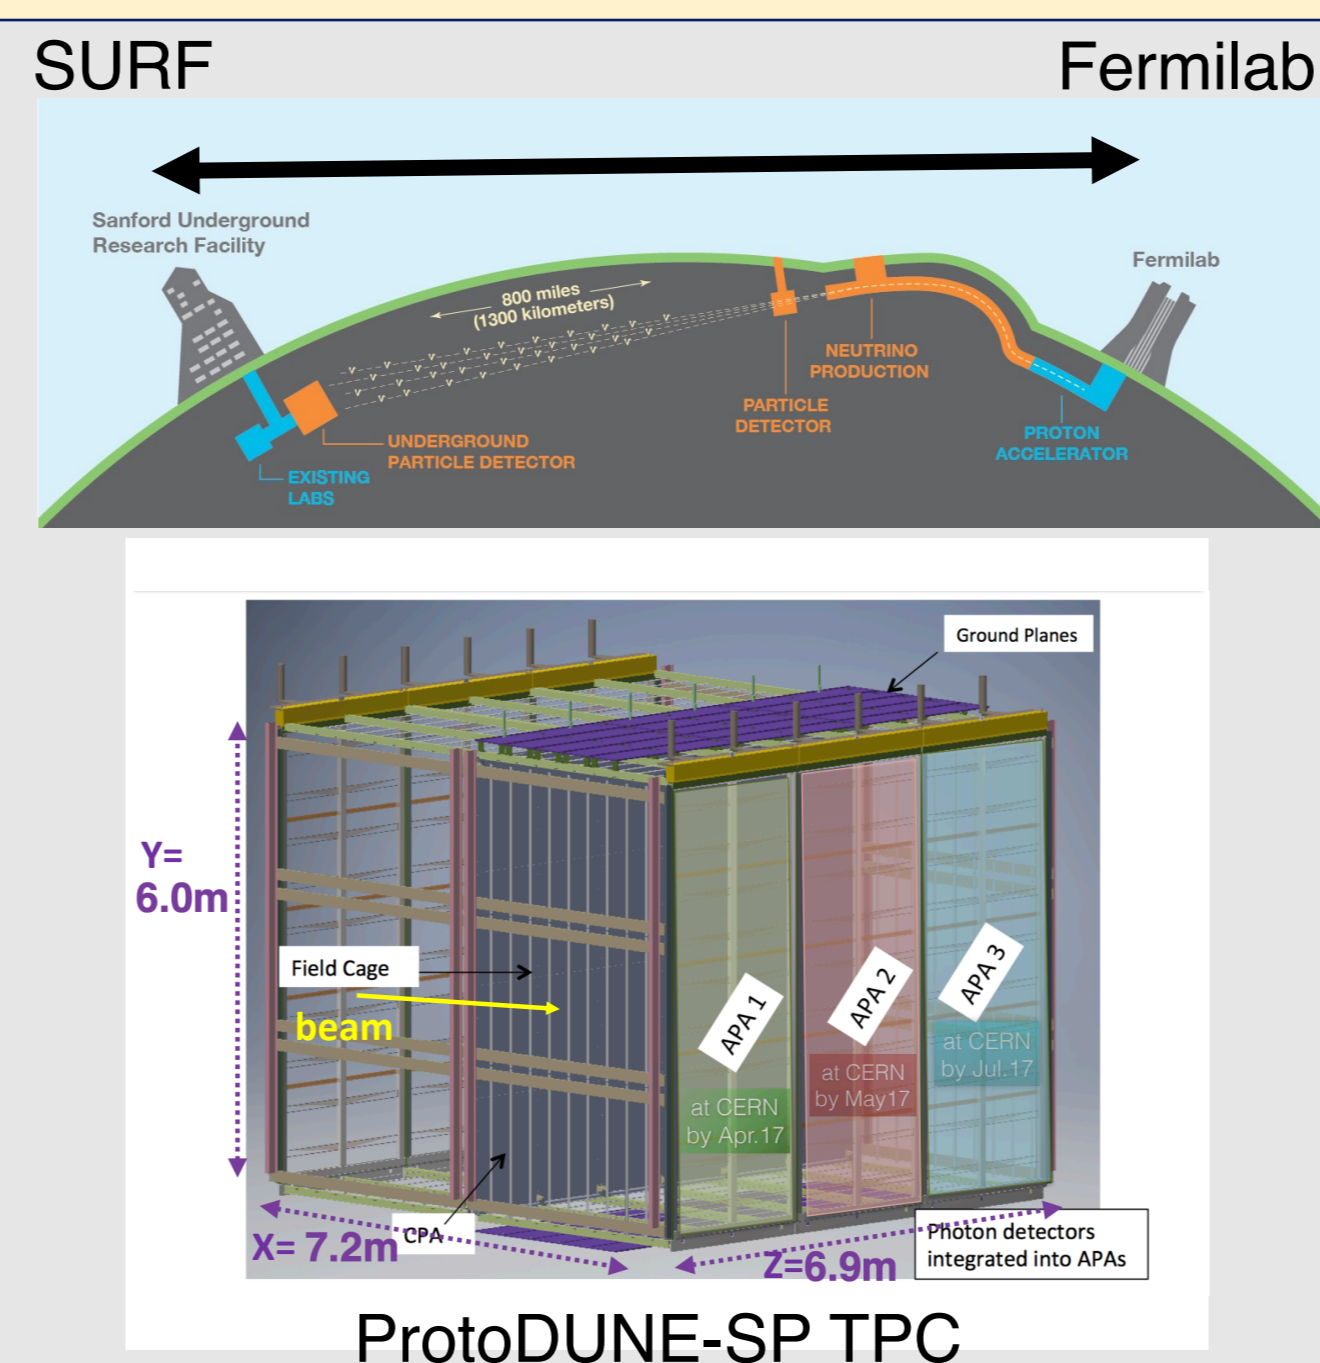 SURF
Fermilab
Sanford Underground
Research Facility
Fermilab
800 miles
(1300 kilometers)
NEUTRINO
PRODUCTION
PARTICLE
DETECTOR
PROTON
ACCELERATOR
UNDERGROUND
PARTICLE DETECTOR
EXISTING
LABS
Ground Planes
Y=
6.0m
Field Cage
beam
APA 1
APA 2
APA 3
at CERN
by Apr.17
at CERN
by May17
at CERN
by Jul.17
CPA
X= 7.2m
Z=6.9m
Photon detectors
integrated into APAs
ProtoDUNE-SP TPC